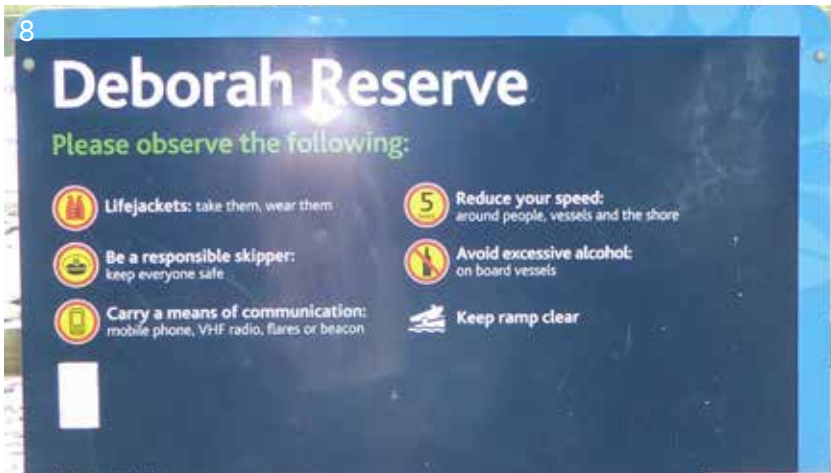 8
Deborah Reserve
Please observe the following:
Lifejackets: take them, wear them
Be a responsible skipper:
keep everyone safe
Carry a means of communication:
mobile phone, VHF radio, flares or beacon
5
Reduce your speed:
around people, vessels and the shore
Avoid excessive alcohol:
on board vessels
Keep ramp clear